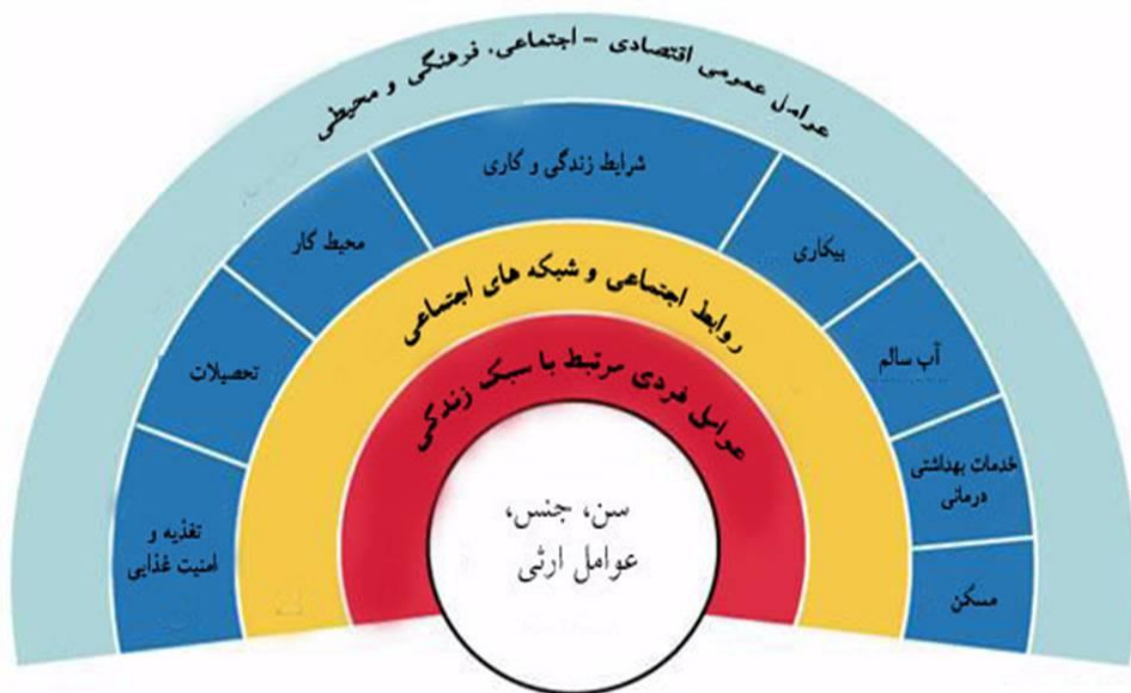 عوامل عمومی اقتصادی - اجتماعی، فرهنگی و محیطی
شرایط زندگی و کاری
محیط کار
بیکاری
تحصیلات
آب سالم
تغذیه و
امنیت غذایی
خدمات بهداشتی
درمانی
مسکن
روابط اجتماعی و شبکه های اجتماعی
عوامل فردی مرتبط با سبک زندگی
سن، جنس،
عوامل ارثی